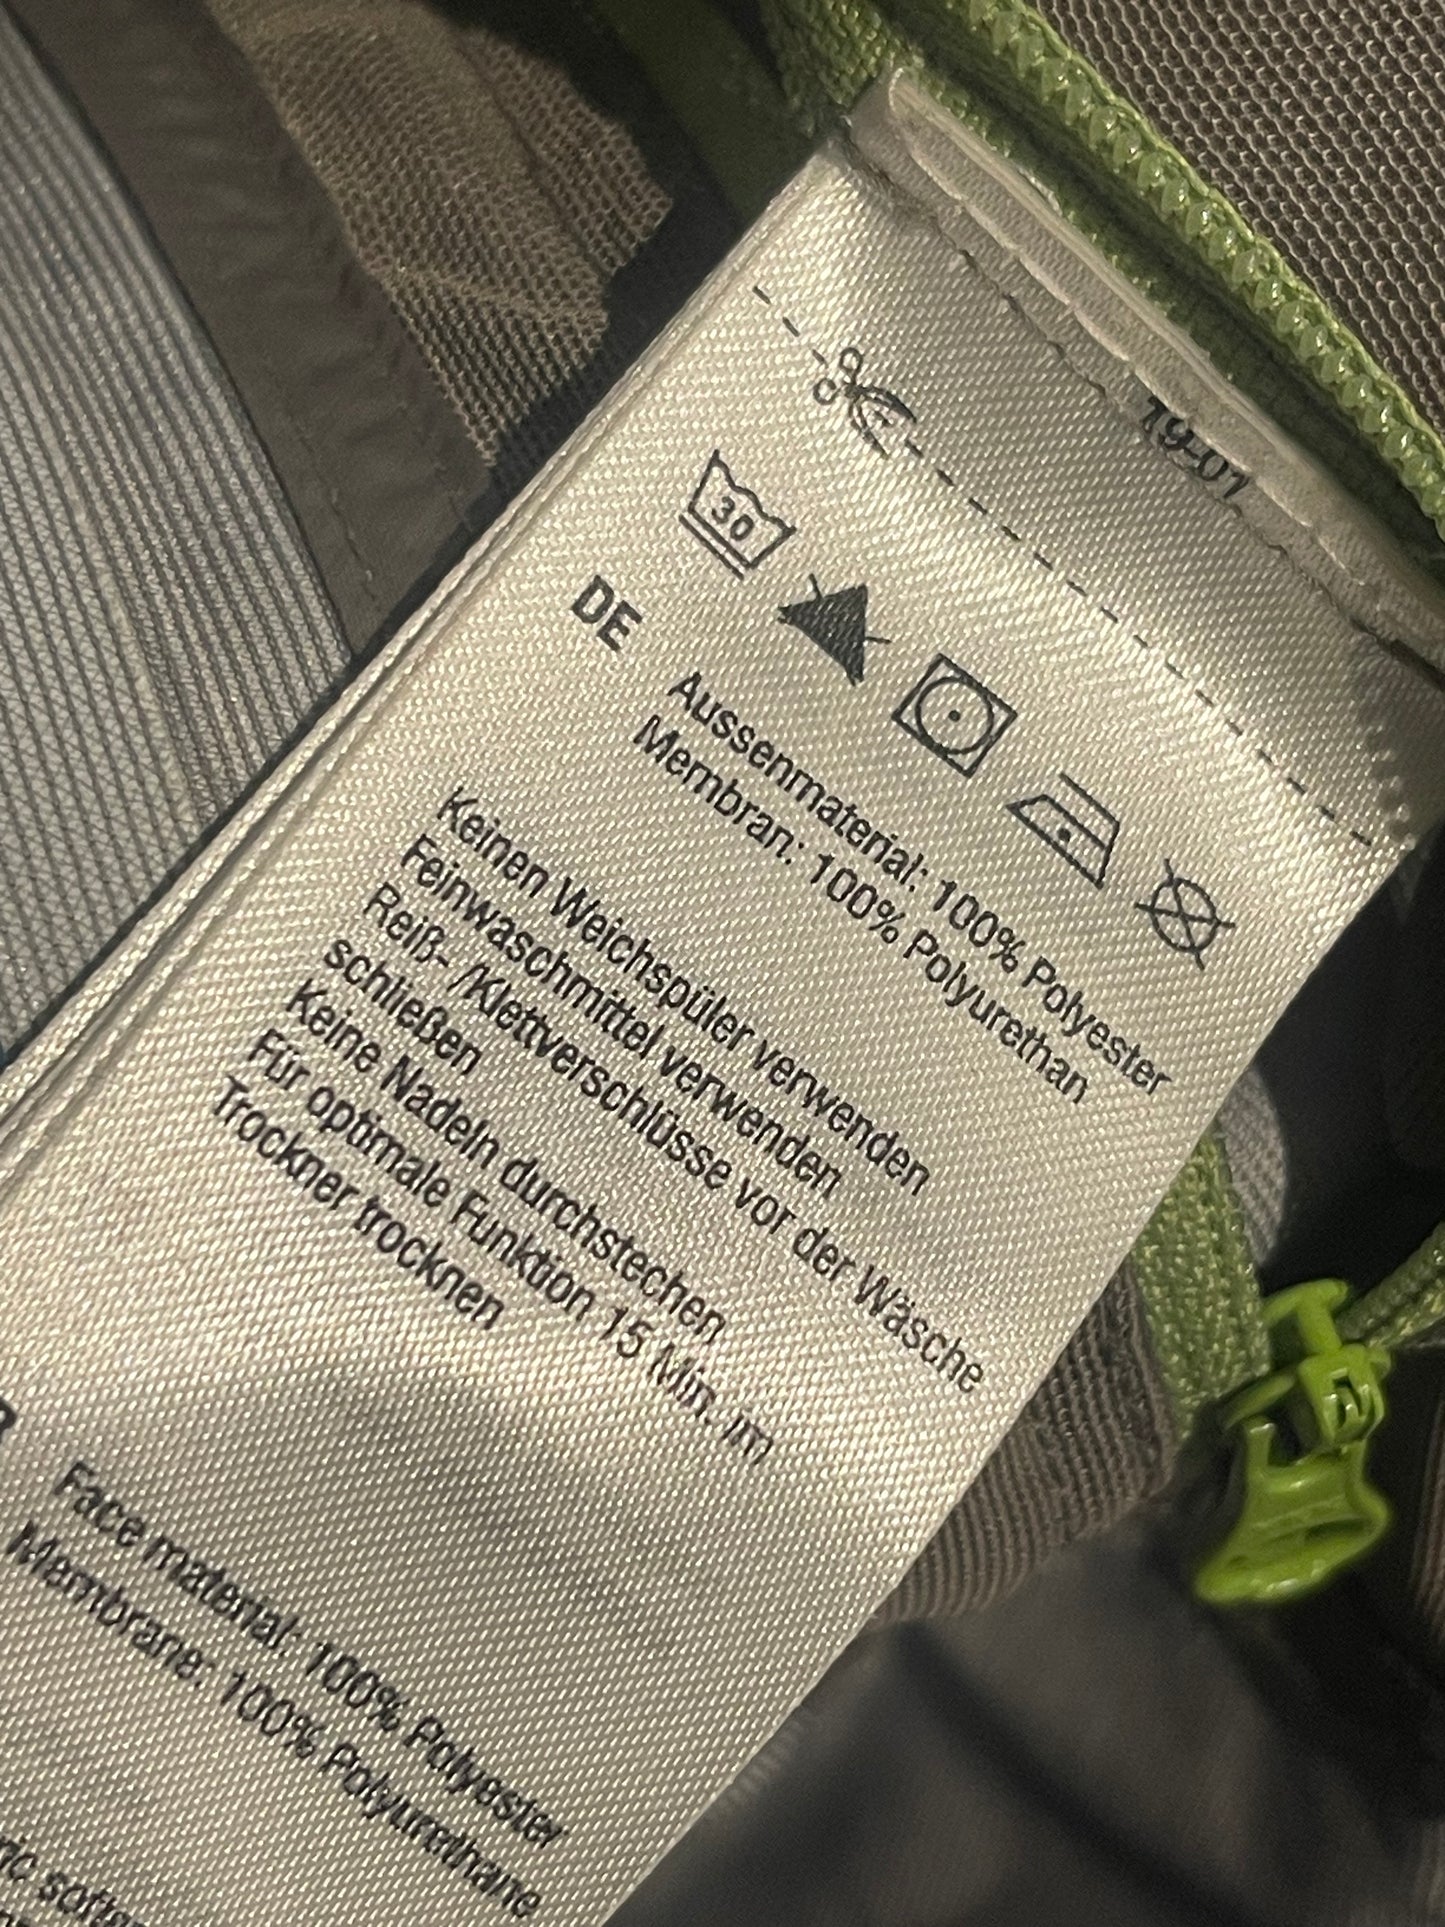 19-01
30
DE
Aussenmaterial: 100% Polyester
Membran: 100% Polyurethan
Keinen Weichspüler verwenden
Feinwaschmittel verwenden
Reiß- /Klettverschlüsse vor der Wäsche
schließen
Keine Nadeln durchstechen
Für optimale Funktion 15 Min. im
Trockner trocknen
Face material: 100% Polyester
Membrane: 100% Polyurethane